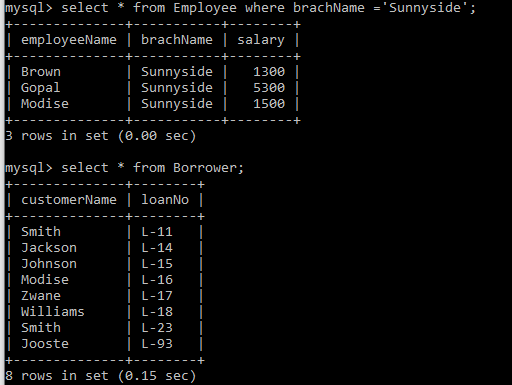 mysql> select * from Employee where brachName ='Sunnyside';
+--------------+-----------+--------+
| employeeName | brachName | salary |
+--------------+-----------+--------+
| Brown        | Sunnyside |   1300 |
| Gopal        | Sunnyside |   5300 |
| Modise       | Sunnyside |   1500 |
+--------------+-----------+--------+
3 rows in set (0.00 sec)

mysql> select * from Borrower;
+--------------+--------+
| customerName | loanNo |
+--------------+--------+
| Smith        | L-11   |
| Jackson      | L-14   |
| Johnson      | L-15   |
| Modise       | L-16   |
| Zwane        | L-17   |
| Williams     | L-18   |
| Smith        | L-23   |
| Jooste       | L-93   |
+--------------+--------+
8 rows in set (0.15 sec)